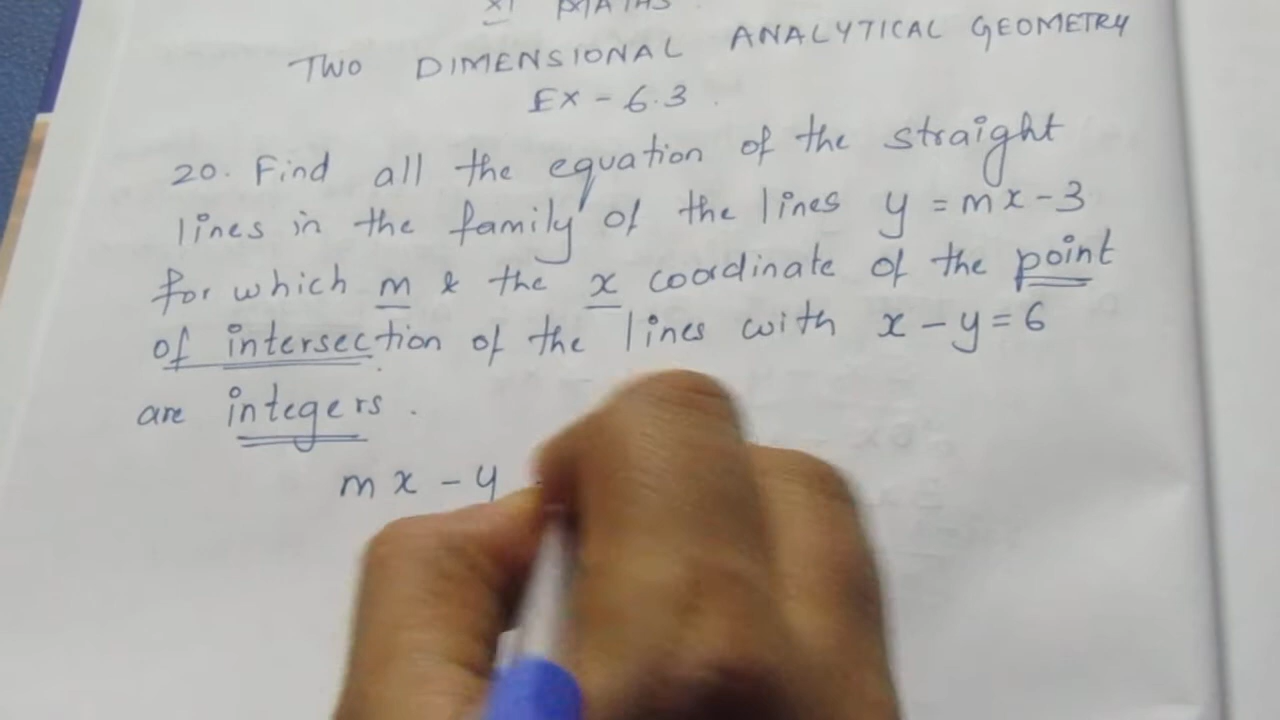 XI MATHS
TWO DIMENSIONAL ANALYTICAL GEOMETRY
EX - 6.3
20. Find all the equation of the straight
lines in the family of the lines y = mx - 3
for which m & the x coordinate of the point
of intersection of the lines with x - y = 6
are integers.
mx - y